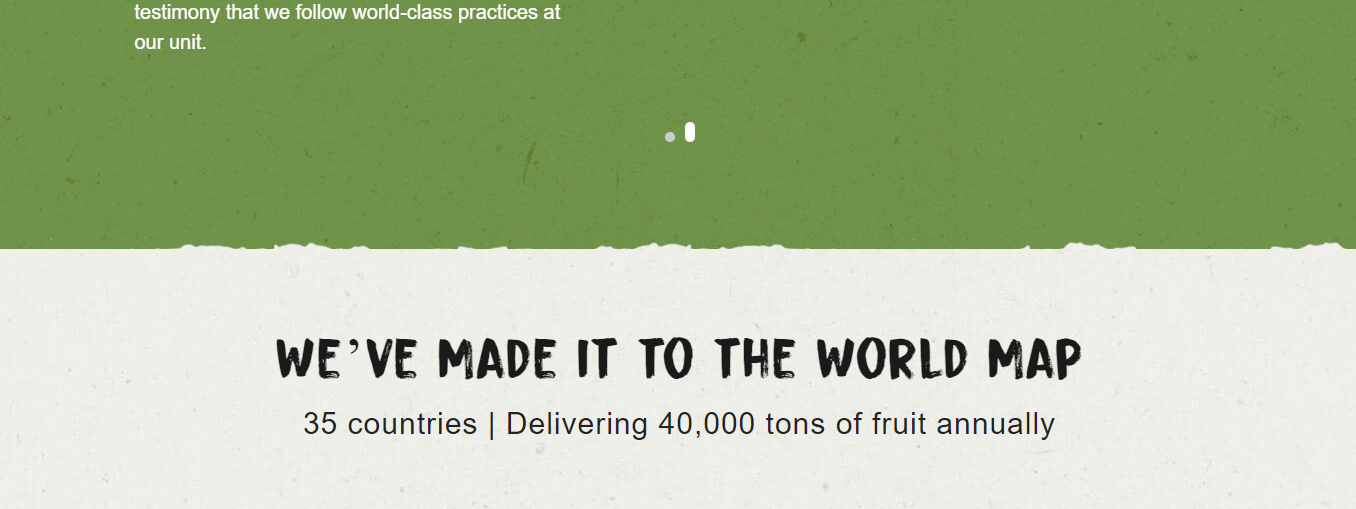 testimony that we follow world-class practices at
our unit.
WE'VE MADE IT TO THE WORLD MAP
35 countries | Delivering 40,000 tons of fruit annually